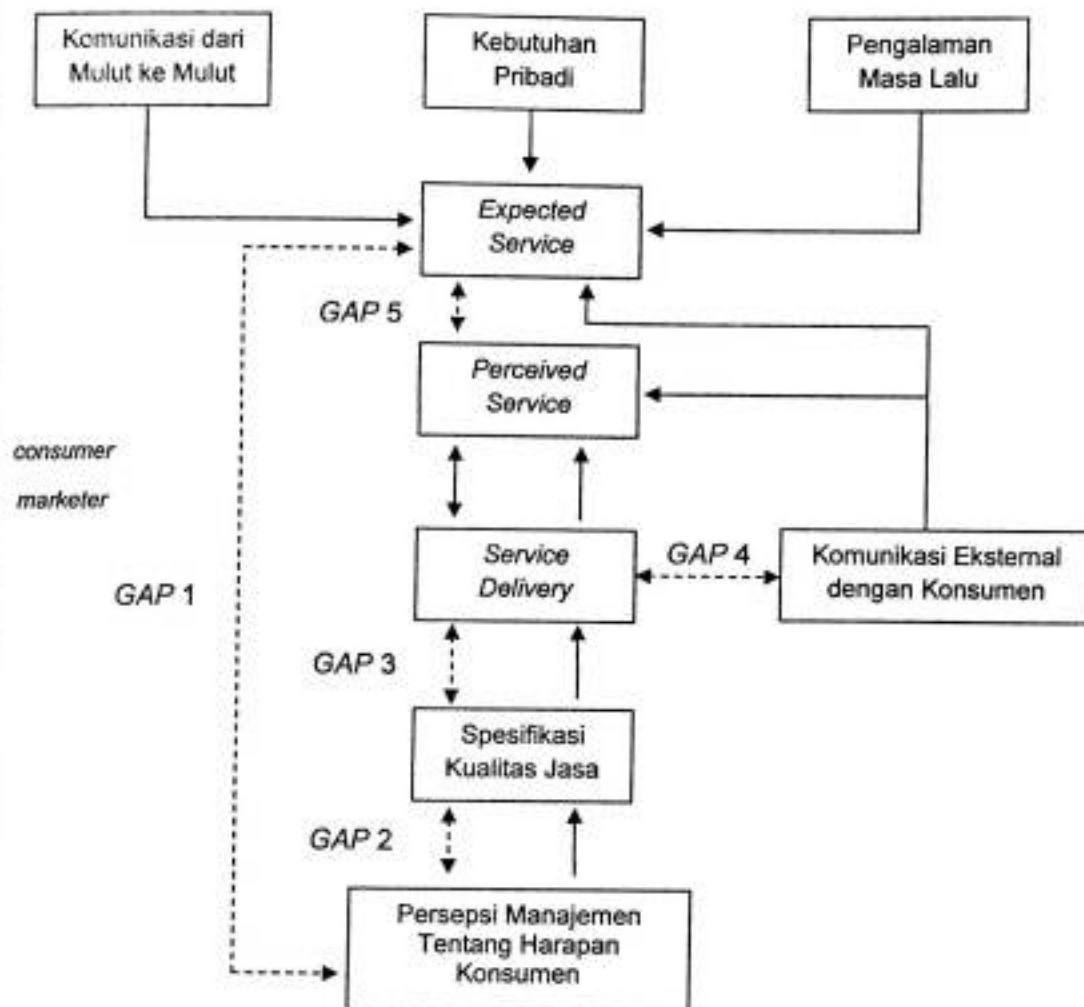 Komunikasi dari
Mulut ke Mulut
Kebutuhan
Pribadi
Pengalaman
Masa Lalu
Expected
Service
GAP 5
Perceived
Service
consumer
marketer
GAP 1
Service
Delivery
GAP 4
Komunikasi Eksternal
dengan Konsumen
GAP 3
Spesifikasi
Kualitas Jasa
GAP 2
Persepsi Manajemen
Tentang Harapan
Konsumen